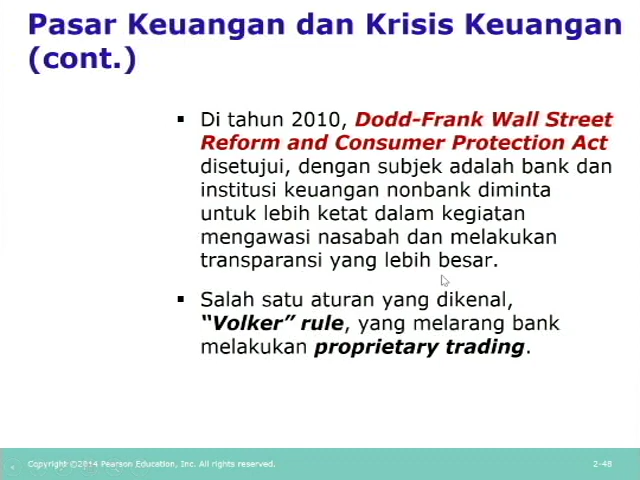 Pasar Keuangan dan Krisis Keuangan
(cont.)
▪ Di tahun 2010, Dodd-Frank Wall Street
Reform and Consumer Protection Act
disetujui, dengan subjek adalah bank dan
institusi keuangan nonbank diminta
untuk lebih ketat dalam kegiatan
mengawasi nasabah dan melakukan
transparansi yang lebih besar.
▪ Salah satu aturan yang dikenal,
“Volker” rule, yang melarang bank
melakukan proprietary trading.
Copyright ©2014 Pearson Education, Inc. All rights reserved.
2-48